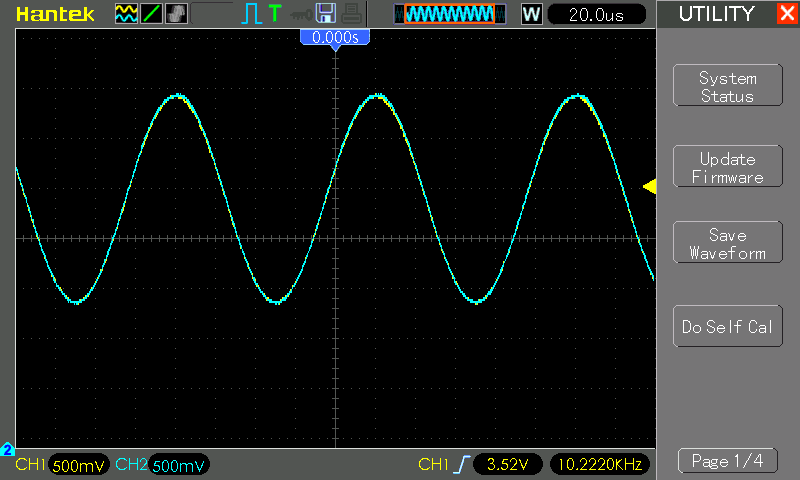 Hantek
T
W
20.0us
UTILITY
X
0.000s
System
Status
Update
Firmware
Save
Waveform
Do Self Cal
2
CH1 500mV CH2 500mV
CH1 3.52V 10.2220KHz
Page 1/4